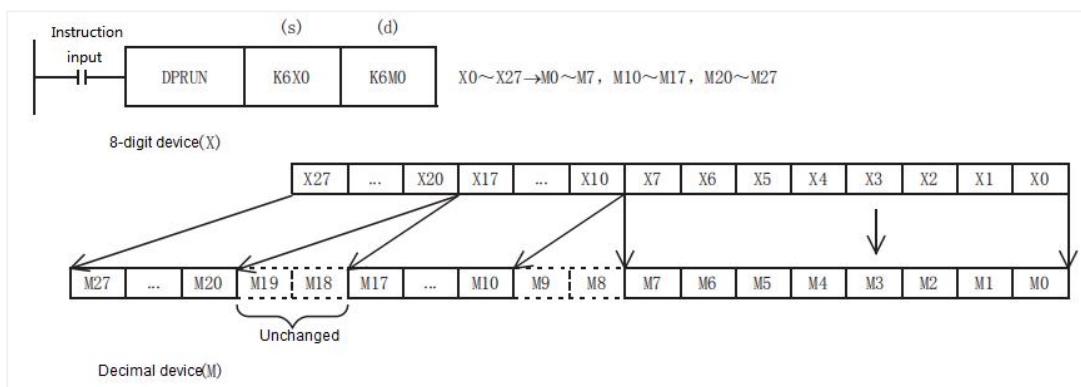 Instruction input
(s) (d)
DPRUN K6X0 K6M0 X0～X27→M0～M7, M10～M17, M20～M27
8-digit device(X)
X27 ... X20 X17 ... X10 X7 X6 X5 X4 X3 X2 X1 X0
M27 ... M20 M19 M18 M17 ... M10 M9 M8 M7 M6 M5 M4 M3 M2 M1 M0
Unchanged
Decimal device(M)